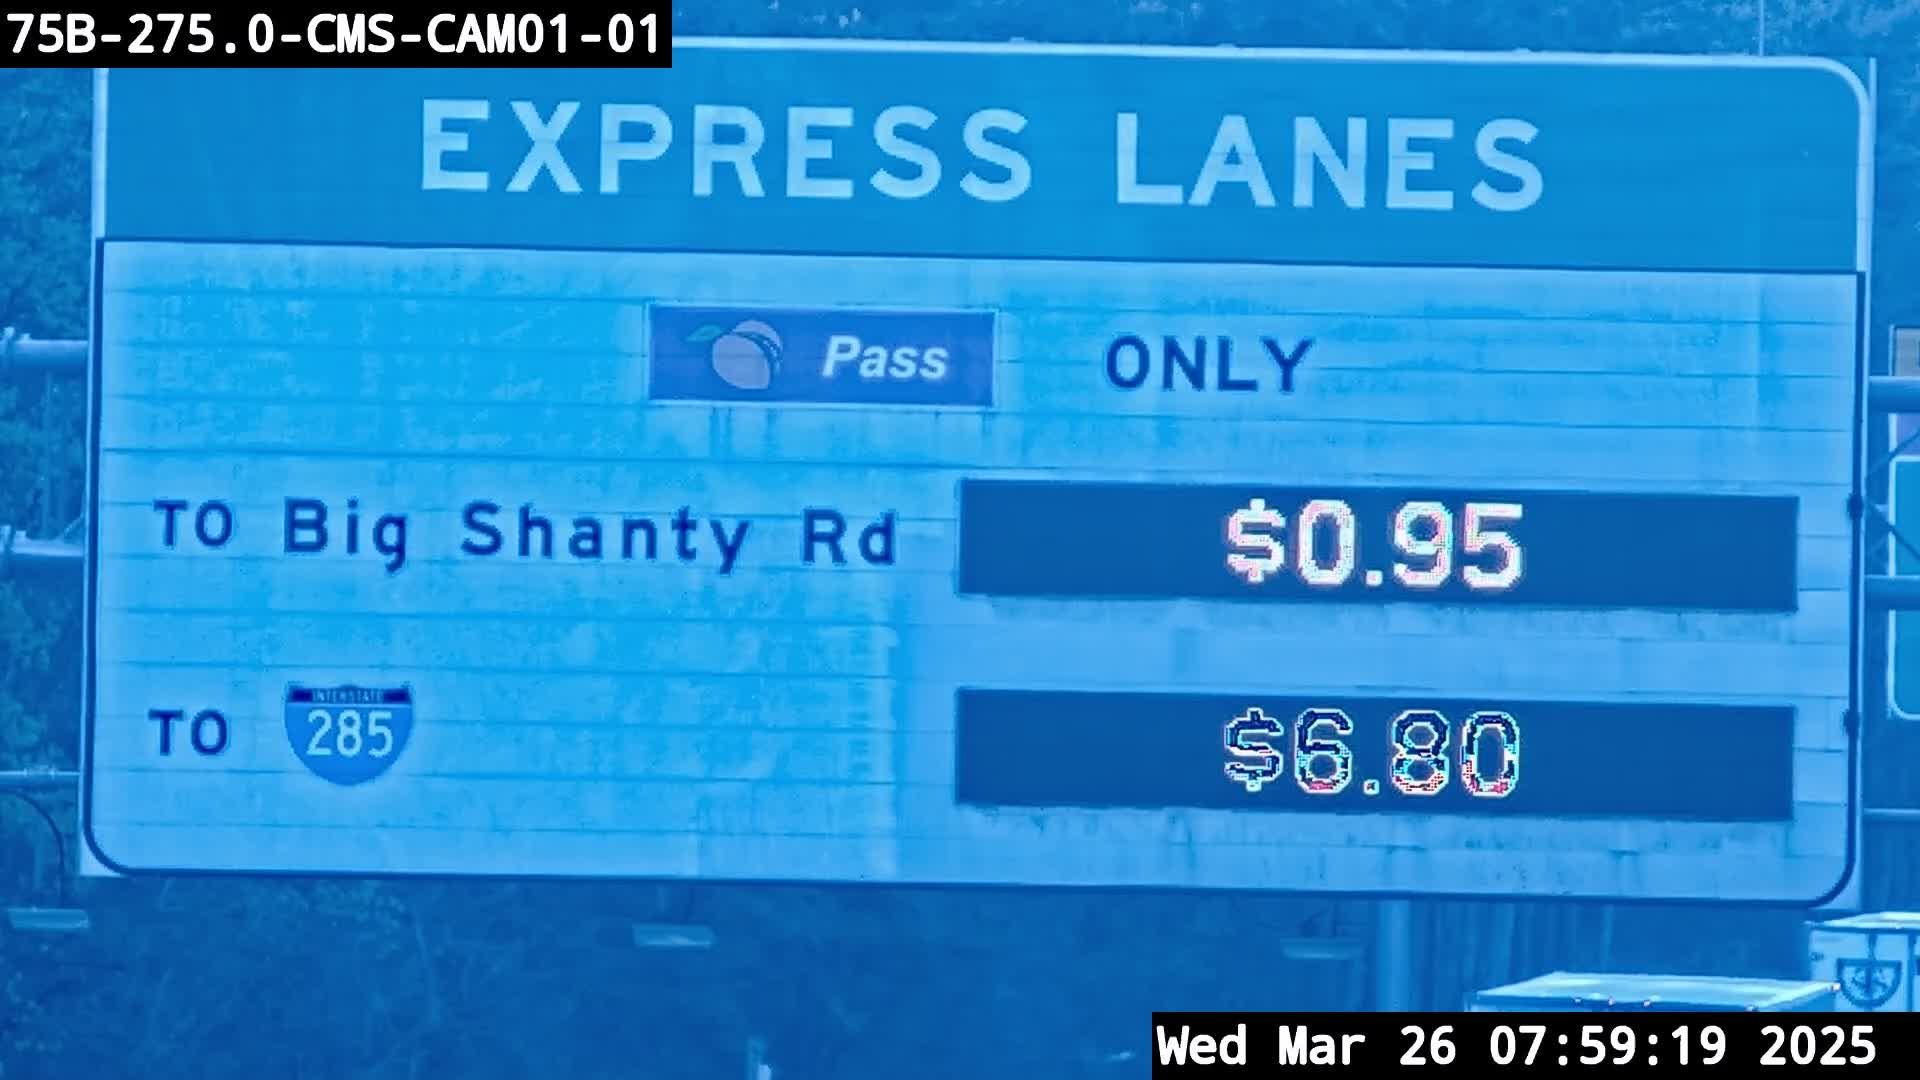 75B-275.0-CMS-CAM01-01
EXPRESS LANES
Pass ONLY
TO Big Shanty Rd $0.95
INTERSTATE
TO 285 $6.80
Wed Mar 26 07:59:19 2025